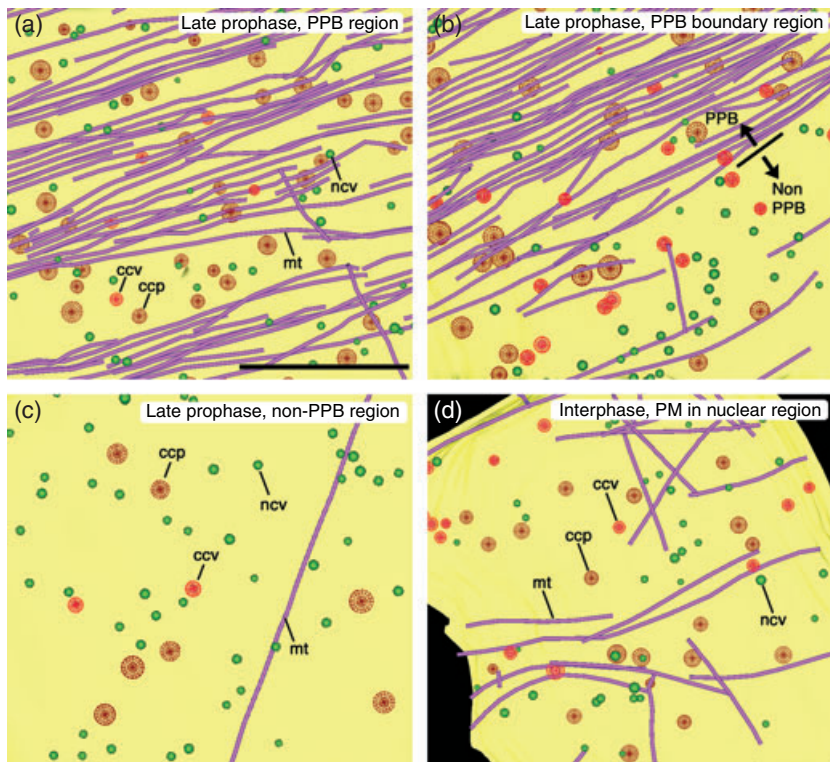 (a) Late prophase, PPB region
ncv
mt
ccv
ccp
(b) Late prophase, PPB boundary region
PPB
Non
PPB
(c) Late prophase, non-PPB region
ccp
ncv
ccv
mt
(d) Interphase, PM in nuclear region
ccv
ccp
mt
ncv